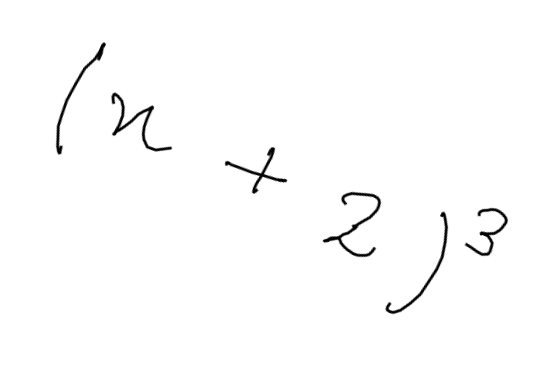 (x + 2)³